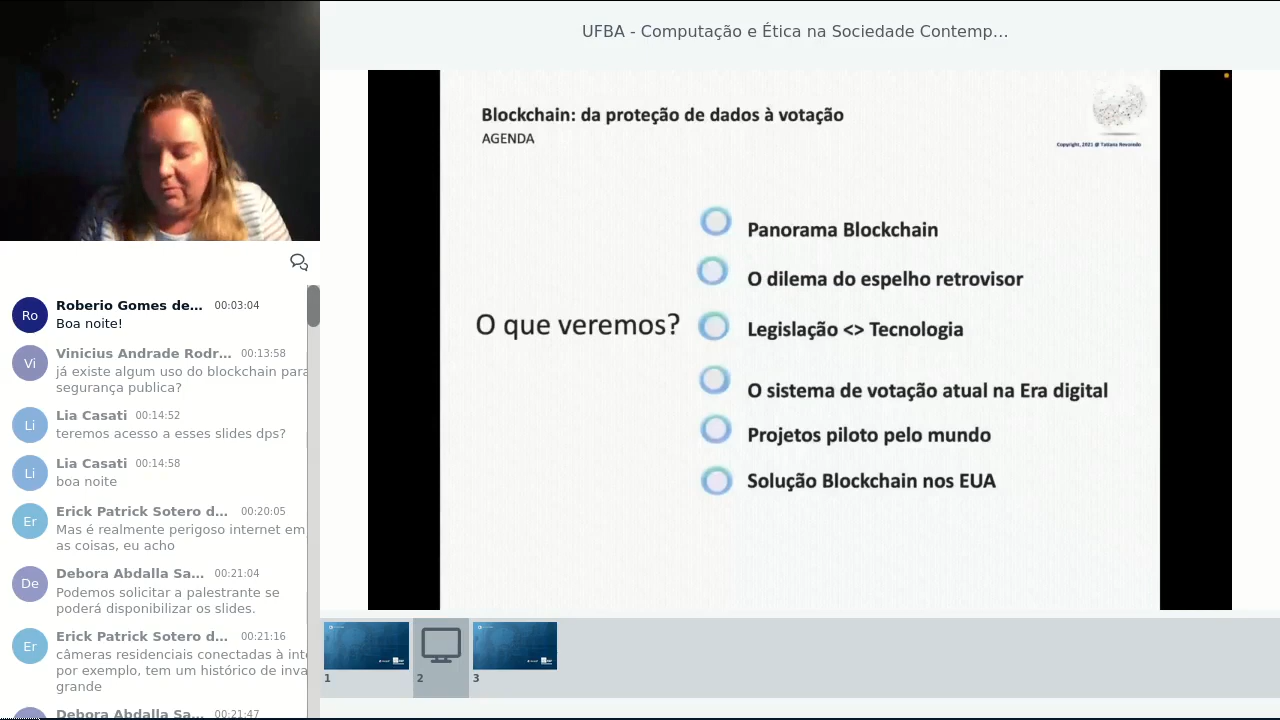 UFBA - Computação e Ética na Sociedade Contemp...
Blockchain: da proteção de dados à votação
AGENDA
Copyright, 2021 @ Tatiana Revoredo
O que veremos?
Panorama Blockchain
O dilema do espelho retrovisor
Legislação <> Tecnologia
O sistema de votação atual na Era digital
Projetos piloto pelo mundo
Solução Blockchain nos EUA
Ro
Roberio Gomes de... 00:03:04
Boa noite!
Vi
Vinicius Andrade Rodr... 00:13:58
já existe algum uso do blockchain para
segurança publica?
Li
Lia Casati 00:14:52
teremos acesso a esses slides dps?
Li
Lia Casati 00:14:58
boa noite
Er
Erick Patrick Sotero d... 00:20:05
Mas é realmente perigoso internet em
as coisas, eu acho
De
Debora Abdalla Sa... 00:21:04
Podemos solicitar a palestrante se
poderá disponibilizar os slides.
Er
Erick Patrick Sotero d... 00:21:16
câmeras residenciais conectadas à int
por exemplo, tem um histórico de inva
grande
Debora Abdalla Sa... 00:21:47
1
2
3